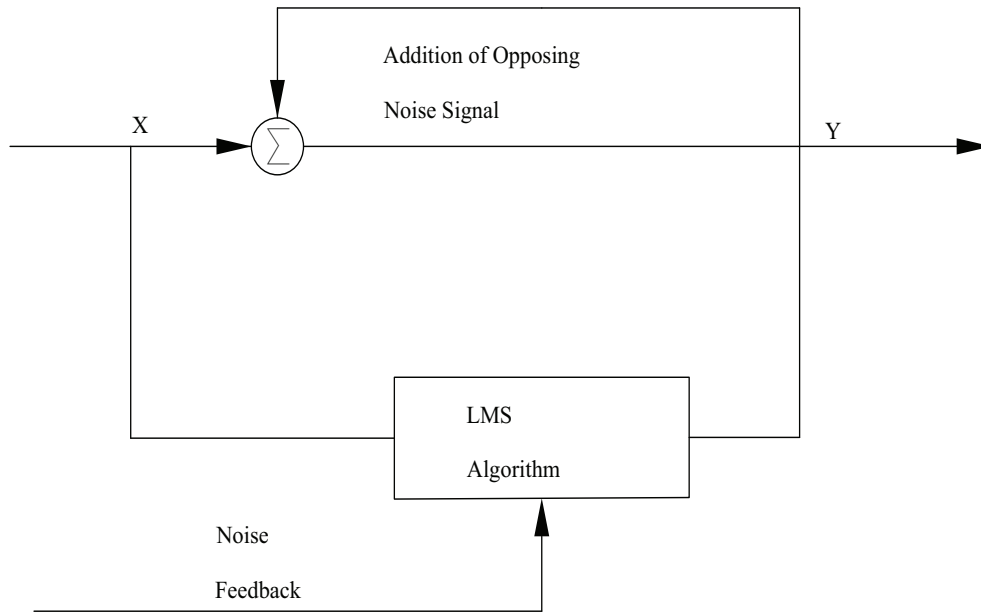 Addition of Opposing
Noise Signal
X
Σ
Y
LMS
Algorithm
Noise
Feedback